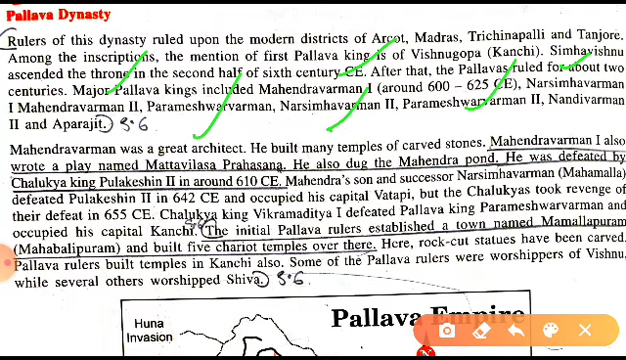 Pallava Dynasty
Rulers of this dynasty ruled upon the modern districts of Arcot, Madras, Trichinapalli and Tanjore.
Among the inscriptions, the mention of first Pallava king is of Vishnugopa (Kanchi). Simhavishnu
ascended the throne in the second half of sixth century CE. After that, the Pallavas ruled for about two
centuries. Major Pallava kings included Mahendravarman I (around 600 – 625 CE), Narsimhavarman
I Mahendravarman II, Parameshwarvarman, Narsimhavarman II, Parameshwarvarman II, Nandivarman
II and Aparajit.
Mahendravarman was a great architect. He built many temples of carved stones. Mahendravarman I also
wrote a play named Mattavilasa Prahasang. He also dug the Mahendra pond. He was defeated by
Chalukya king Pulakeshin II in around 610 CE. Mahendra's son and successor Narsimhavarman (Mahamalla)
defeated Pulakeshin II in 642 CE and occupied his capital Vatapi, but the Chalukyas took revenge of
their defeat in 655 CE. Chalukya king Vikramaditya I defeated Pallava king Parameshwarvarman and
occupied his capital Kanchi. The initial Pallava rulers established a town named Mamallapuram
(Mahabalipuram) and built five chariot temples over there. Here, rock-cut statues have been carved.
Pallava rulers built temples in Kanchi also. Some of the Pallava rulers were worshippers of Vishnu,
while several others worshipped Shiva.
Huna
Invasion
Pallava Empire